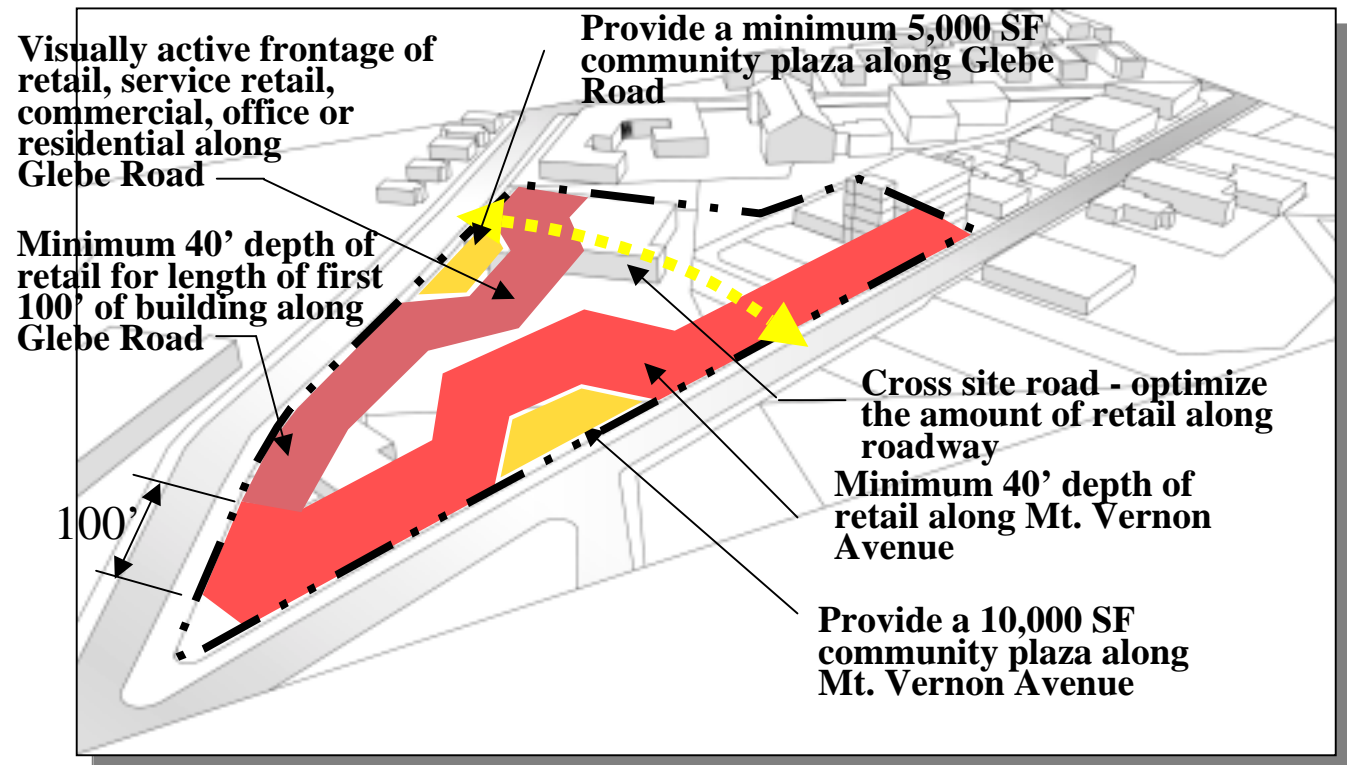 Visually active frontage of
retail, service retail,
commercial, office or
residential along
Glebe Road
Provide a minimum 5,000 SF
community plaza along Glebe
Road
Minimum 40’ depth of
retail for length of first
100’ of building along
Glebe Road
100’
Cross site road - optimize
the amount of retail along
roadway
Minimum 40’ depth of
retail along Mt. Vernon
Avenue
Provide a 10,000 SF
community plaza along
Mt. Vernon Avenue